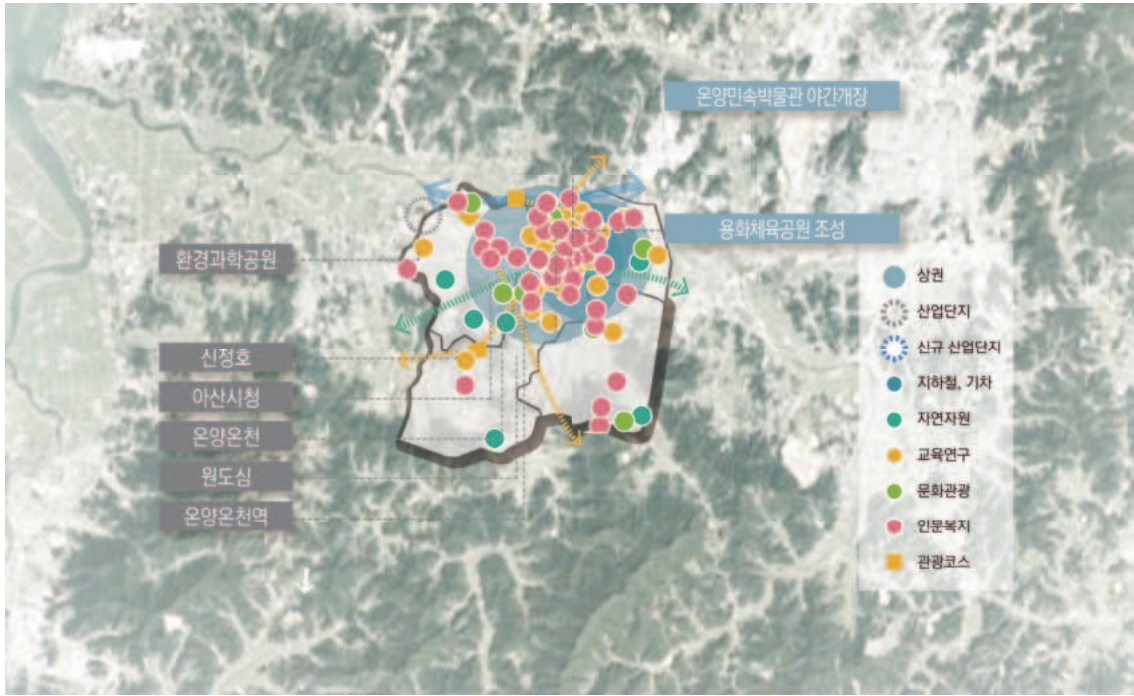 온양민속박물관 야간개장
용화체육공원 조성
환경과학공원
신정호
아산시청
온양온천
원도심
온양온천역
상권
산업단지
신규 산업단지
지하철, 기차
자연자원
교육연구
문화관광
인문복지
관광코스